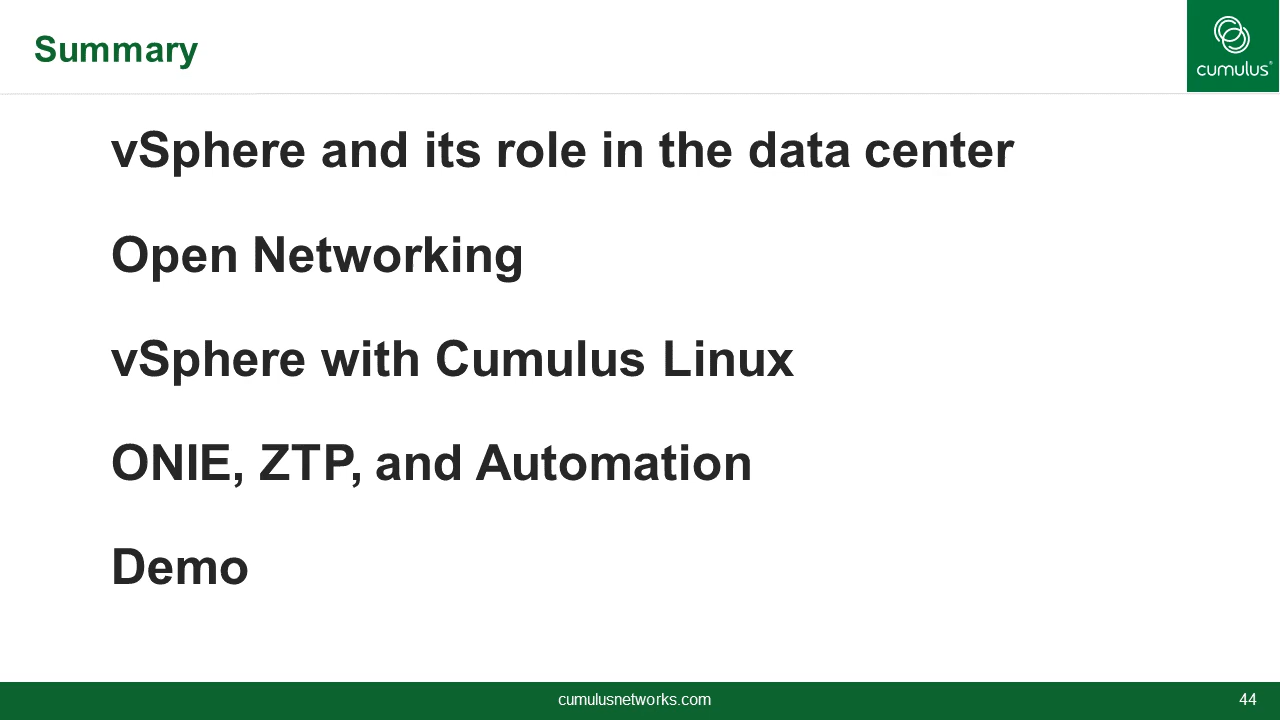 Summary
cumulus®
vSphere and its role in the data center
Open Networking
vSphere with Cumulus Linux
ONIE, ZTP, and Automation
Demo
cumulusnetworks.com
44